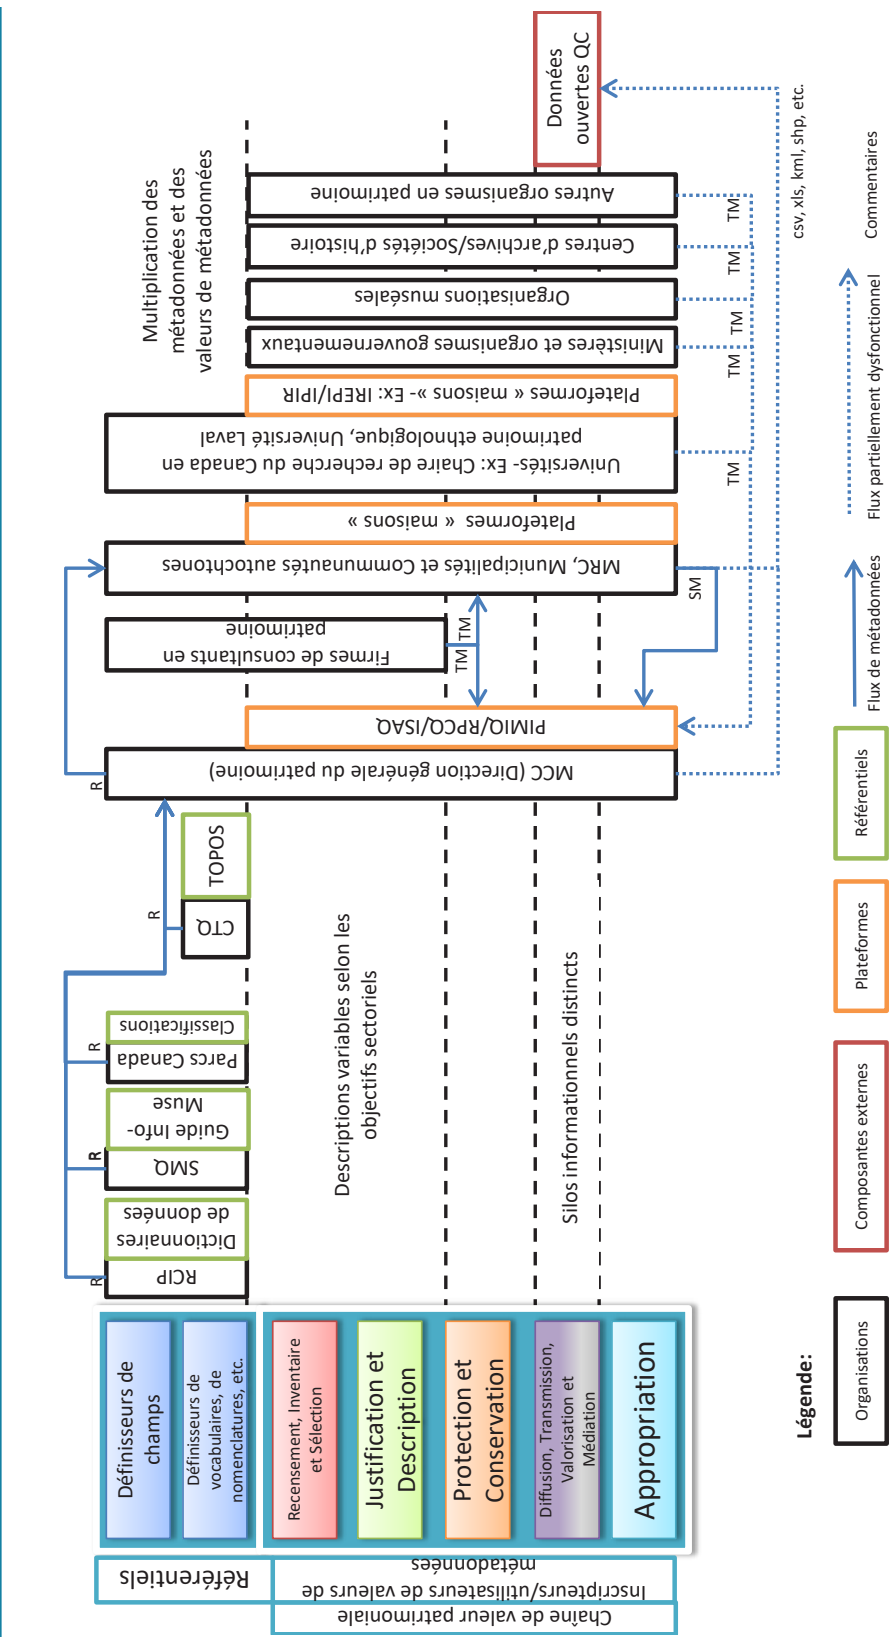 Référentiels
Chaîne de valeur patrimoniale
Inscripteurs/utilisateurs de valeurs de
métadonnées
Définisseurs de
champs
Définisseurs de
vocabulaires, de
nomenclatures, etc.
Recensement, Inventaire
et Sélection
Justification et
Description
Protection et
Conservation
Diffusion, Transmission,
Valorisation et
Médiation
Appropriation
RCIP
Dictionnaires
de données
R
SMQ
Guide Info-
Muse
R
Parcs Canada
Classifications
R
CTQ
TOPOS
R
Descriptions variables selon les
objectifs sectoriels
Silos informationnels distincts
MCC (Direction générale du patrimoine)
PIMIQ/RPCQ/ISAQ
R
Firmes de consultants en
patrimoine
TM
TM
MRC, Municipalités et Communautés autochtones
Plateformes « maisons »
SM
Universités- Ex: Chaire de recherche du Canada en
patrimoine ethnologique, Université Laval
Plateformes « maisons »- Ex: IREPI/IPIR
TM
Multiplication des
métadonnées et des
valeurs de métadonnées
Ministères et organismes gouvernementaux
TM
Organisations muséales
TM
Centres d'archives/Sociétés d'histoire
TM
Autres organismes en patrimoine
TM
Données
ouvertes QC
csv, xls, kml, shp, etc.
Légende:
Organisations
Composantes externes
Plateformes
Référentiels
Flux de métadonnées
Flux partiellement dysfonctionnel
Commentaires